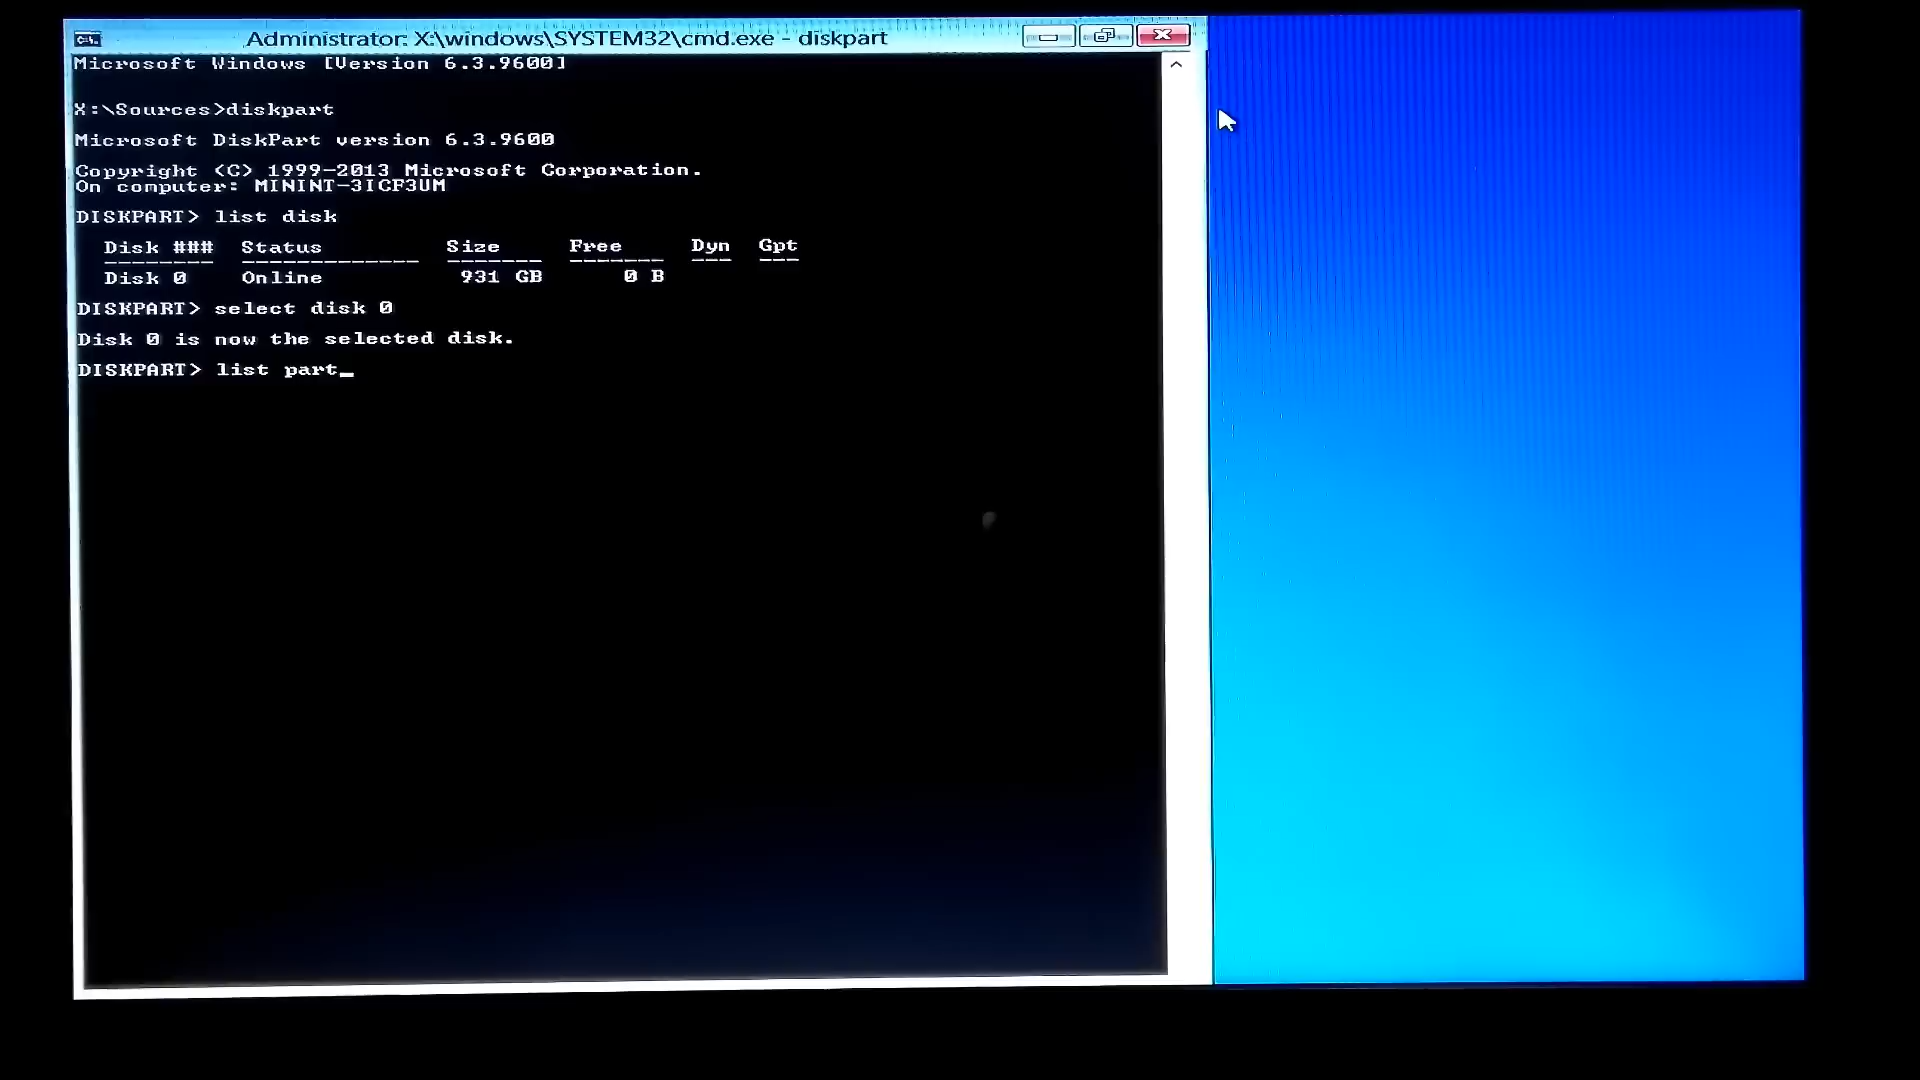 Administrator: X:\windows\SYSTEM32\cmd.exe - diskpart
Microsoft Windows [Version 6.3.9600]
X:\Sources>diskpart
Microsoft DiskPart version 6.3.9600
Copyright (C) 1999-2013 Microsoft Corporation.
On computer: MININT-3ICF3UM
DISKPART> list disk
Disk ### Status Size Free Dyn Gpt
-------- ------------- ------- ------- --- ---
Disk 0 Online 931 GB 0 B
DISKPART> select disk 0
Disk 0 is now the selected disk.
DISKPART> list part_